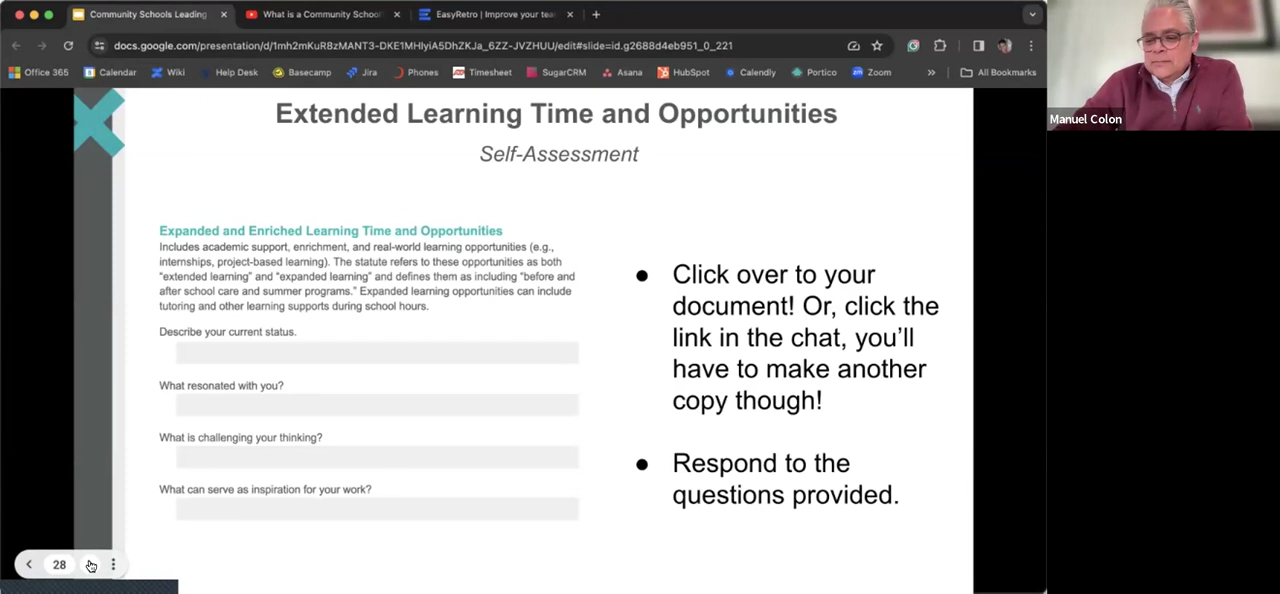 Community Schools Leading
What is a Community School
EasyRetro | Improve your tea
docs.google.com/presentation/d/1mh2mKuR8zMANT3-DKE1MHlyiA5DhZKJa_6ZZ-JVZHUU/edit#slide=id.g2688d4eb951_0_221
Office 365 Calendar Wiki Help Desk Basecamp Jira Phones Timesheet SugarCRM Asana HubSpot Calendly Portico Zoom » All Bookmarks
Manuel Colon
Extended Learning Time and Opportunities
Self-Assessment
Expanded and Enriched Learning Time and Opportunities
Includes academic support, enrichment, and real-world learning opportunities (e.g.,
internships, project-based learning). The statute refers to these opportunities as both
“extended learning” and “expanded learning” and defines them as including “before and
after school care and summer programs.” Expanded learning opportunities can include
tutoring and other learning supports during school hours.
Describe your current status.
What resonated with you?
What is challenging your thinking?
What can serve as inspiration for your work?
● Click over to your
document! Or, click the
link in the chat, you’ll
have to make another
copy though!
● Respond to the
questions provided.
28